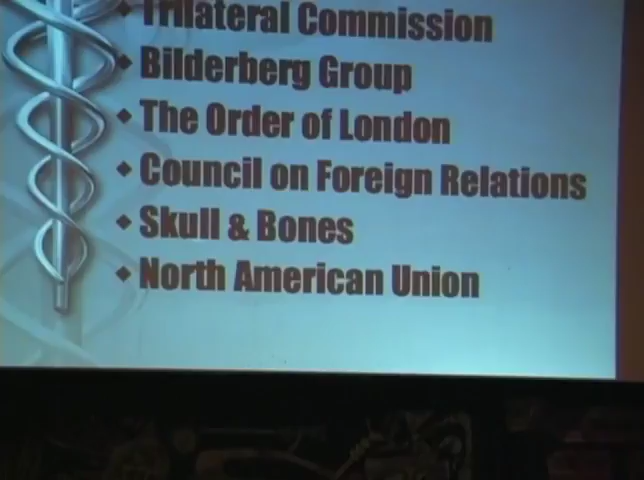 Trilateral Commission
Bilderberg Group
The Order of London
Council on Foreign Relations
Skull & Bones
North American Union